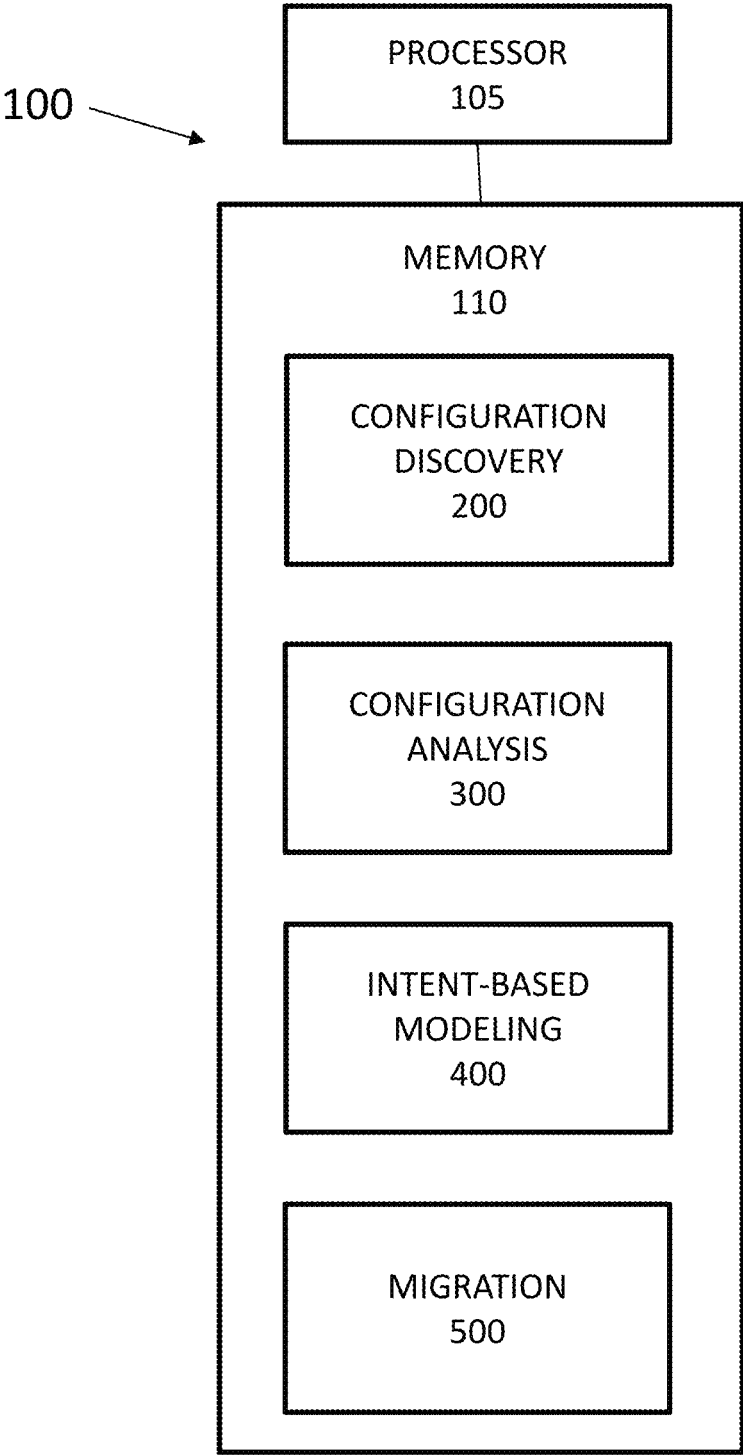 PROCESSOR
105
100
MEMORY
110
CONFIGURATION
DISCOVERY
200
CONFIGURATION
ANALYSIS
300
INTENT-BASED
MODELING
400
MIGRATION
500